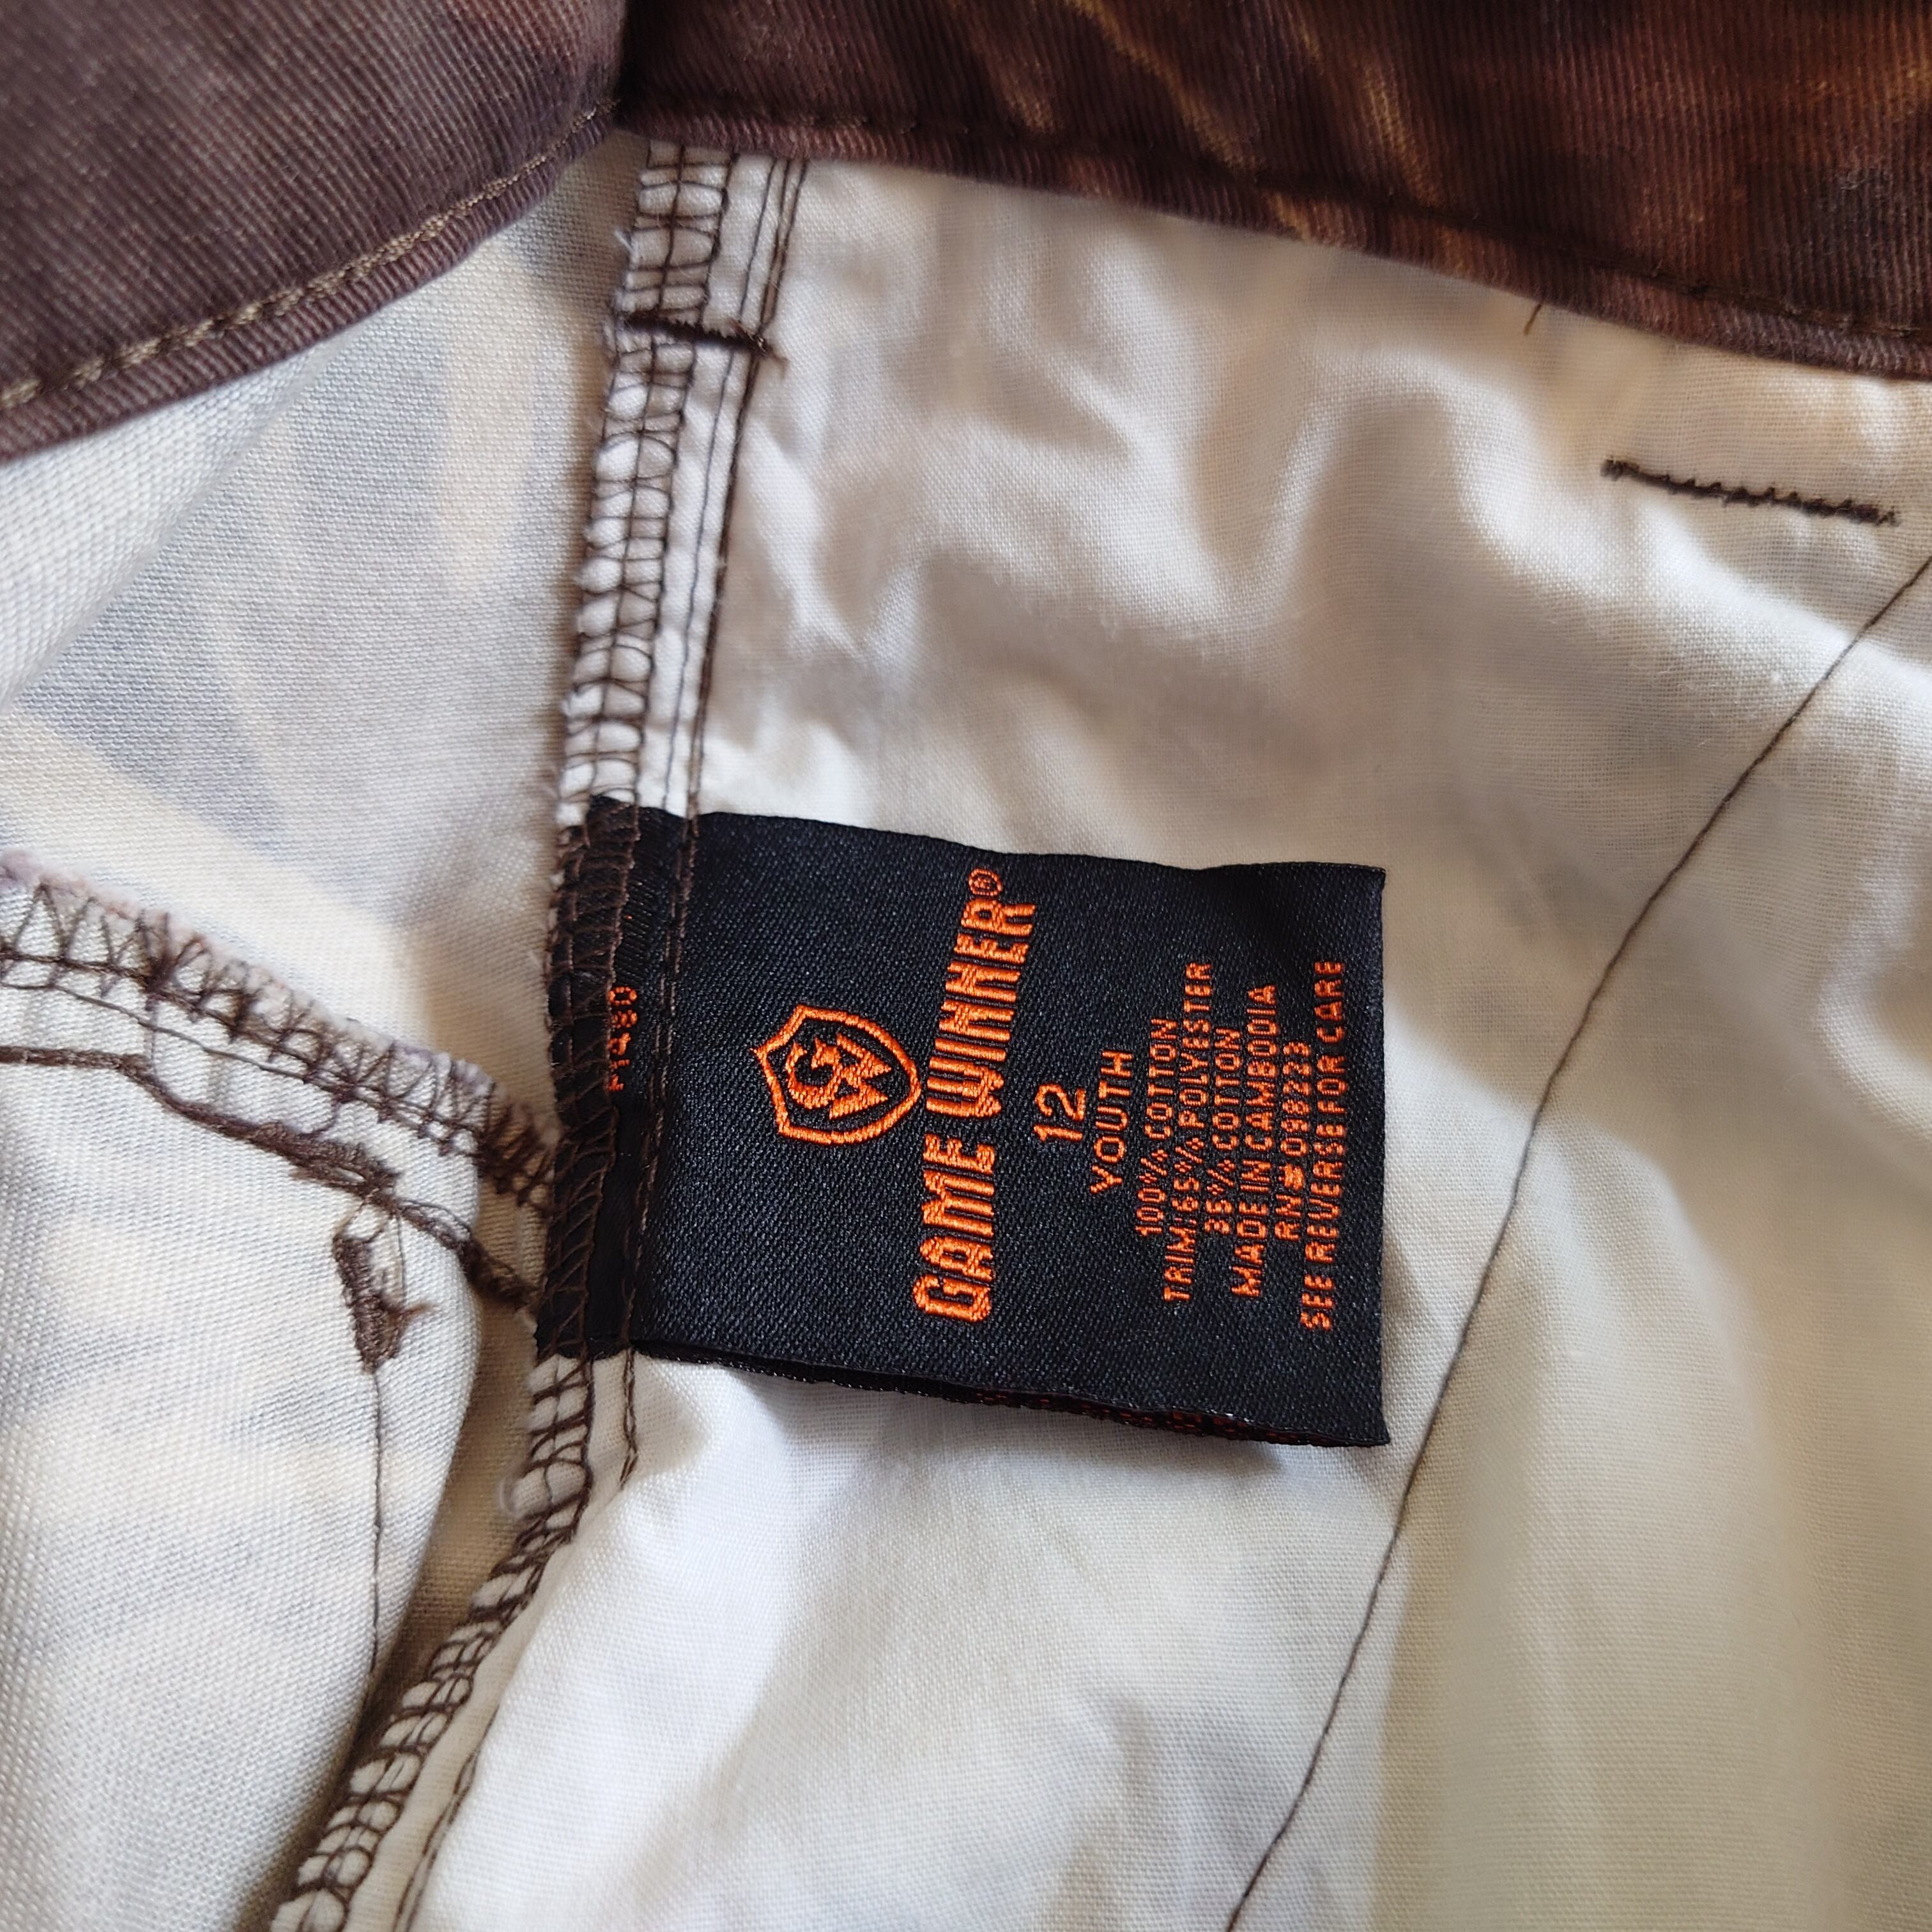 GW
GAME WINNER®
12
YOUTH
100% COTTON
TRIM: 65% POLYESTER
35% COTTON
MADE IN CAMBODIA
RN# 098223
SEE REVERSE FOR CARE